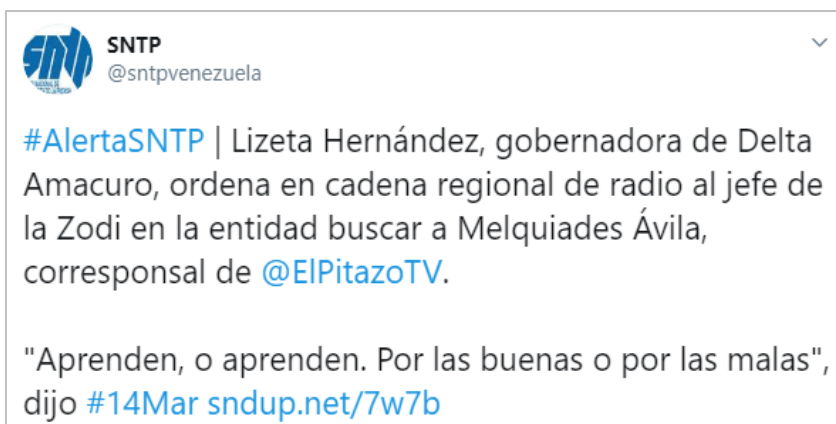 SNTP
@sntpvenezuela
#AlertaSNTP | Lizeta Hernández, gobernadora de Delta
Amacuro, ordena en cadena regional de radio al jefe de
la Zodi en la entidad buscar a Melquiades Ávila,
corresponsal de @ElPitazoTV.
"Aprenden, o aprenden. Por las buenas o por las malas",
dijo #14Mar sndup.net/7w7b